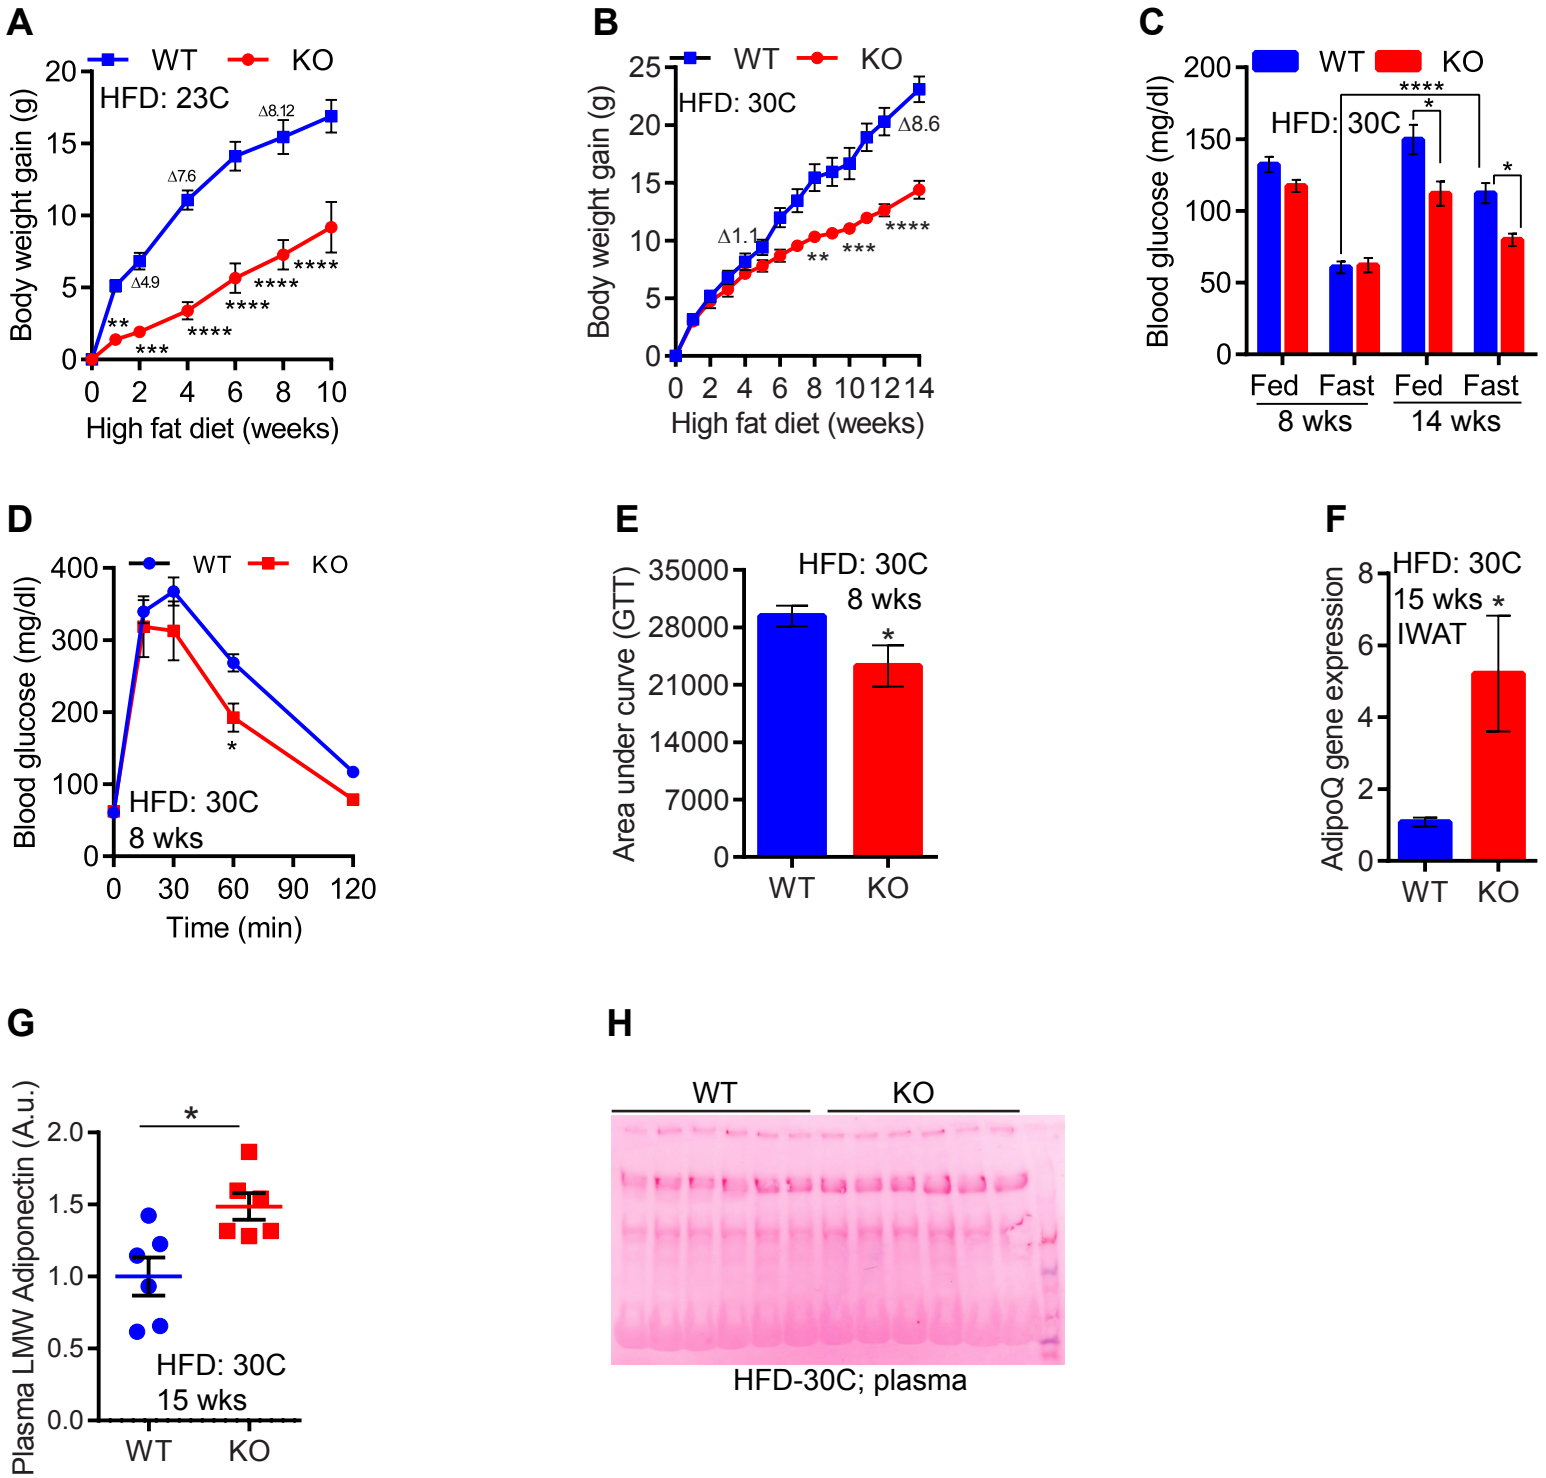 A
WT KO
HFD: 23C
Body weight gain (g)
20
15
10
5
0
Δ4.9
Δ7.6
Δ8.12
**
***
****
****
****
****
0 2 4 6 8 10
High fat diet (weeks)
B
WT KO
HFD: 30C
Body weight gain (g)
25
20
15
10
5
0
Δ1.1
Δ8.6
**
***
****
0 2 4 6 8 10 12 14
High fat diet (weeks)
C
WT KO
HFD: 30C
Blood glucose (mg/dl)
200
150
100
50
0
****
*
*
Fed Fast Fed Fast
8 wks 14 wks
D
WT KO
Blood glucose (mg/dl)
400
300
200
100
0
*
HFD: 30C
8 wks
0 30 60 90 120
Time (min)
E
HFD: 30C
8 wks
Area under curve (GTT)
35000
28000
21000
14000
7000
0
*
WT KO
F
HFD: 30C
15 wks *
IWAT
AdipoQ gene expression
8
6
4
2
0
WT KO
G
Plasma LMW Adiponectin (A.u.)
*
2.0
1.5
1.0
0.5
0.0
HFD: 30C
15 wks
WT KO
H
WT KO
HFD-30C; plasma